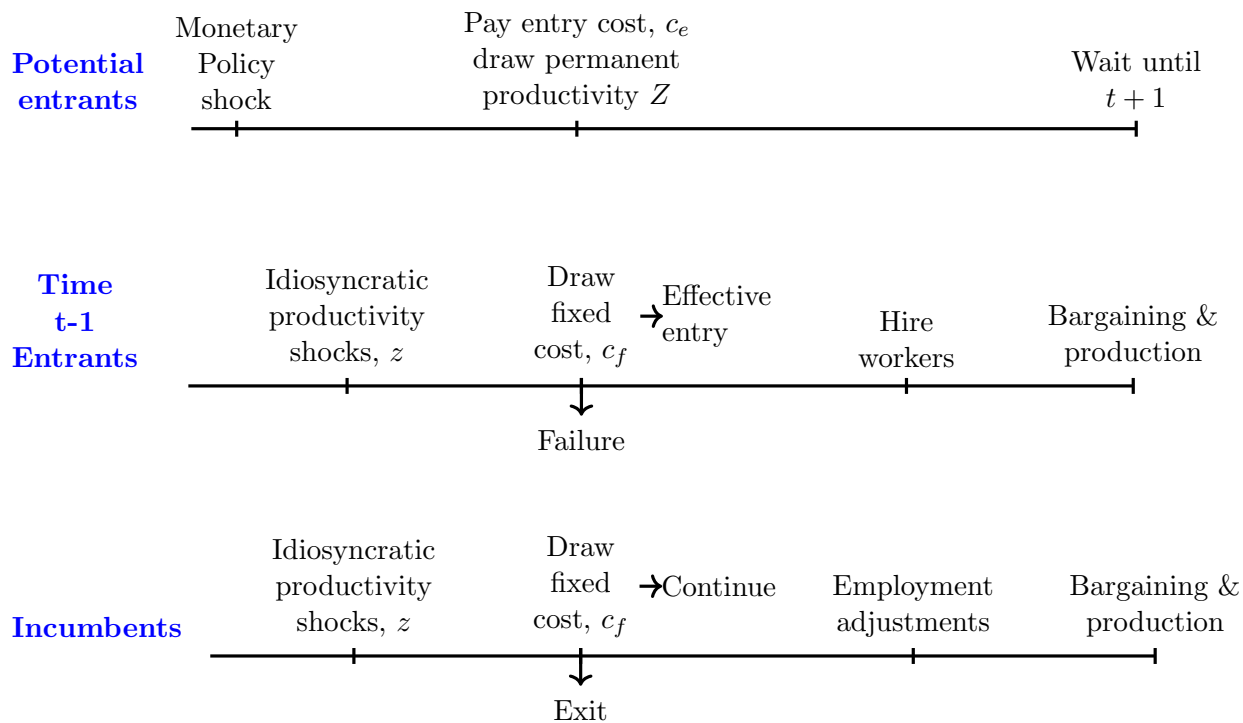 Potential
entrants
Monetary
Policy
shock
Pay entry cost, $c_e$
draw permanent
productivity $Z$
Wait until
$t + 1$
Time
t-1
Entrants
Idiosyncratic
productivity
shocks, $z$
Draw
fixed
cost, $c_f$
Effective
entry
Failure
Hire
workers
Bargaining &
production
Incumbents
Idiosyncratic
productivity
shocks, $z$
Draw
fixed
cost, $c_f$
Continue
Exit
Employment
adjustments
Bargaining &
production